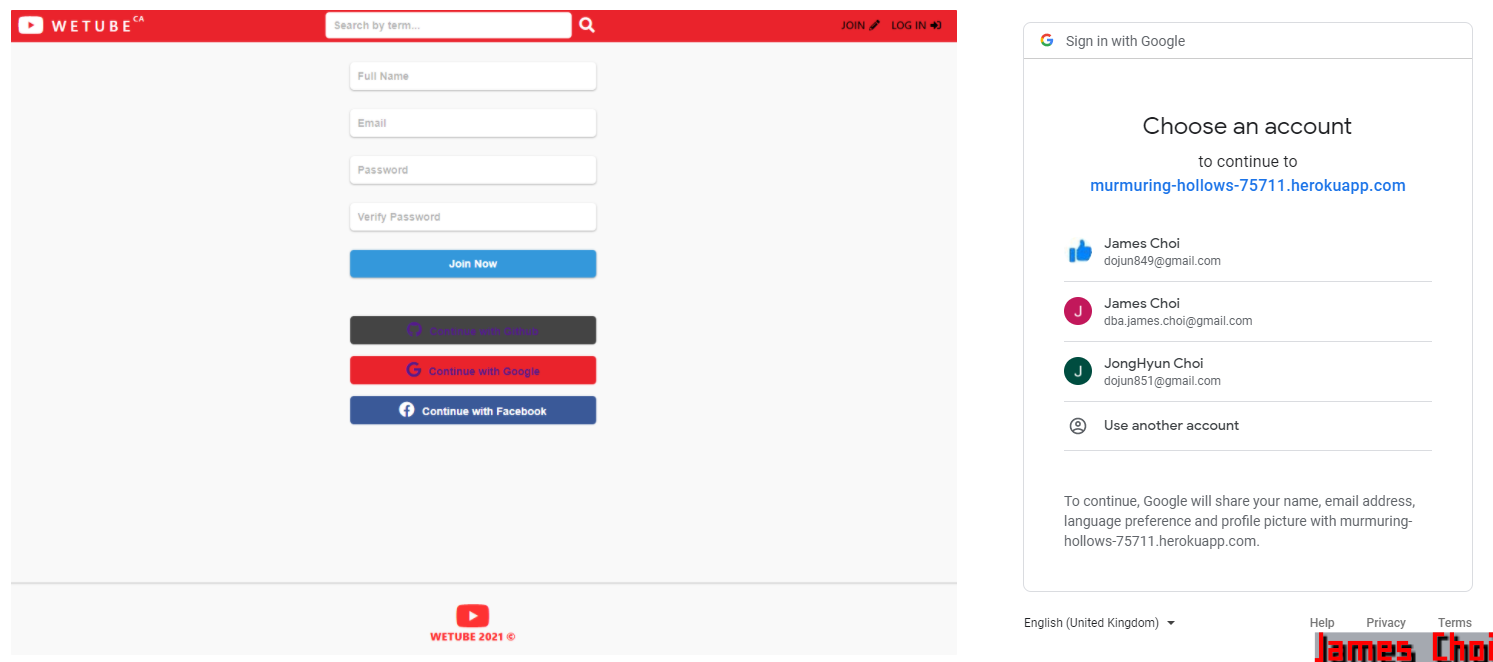 WETUBE CA
Search by term...
JOIN
LOG IN
Full Name
Email
Password
Verify Password
Join Now
Continue with Github
Continue with Google
Continue with Facebook
WETUBE 2021 ©
Sign in with Google
Choose an account
to continue to
murmuring-hollows-75711.herokuapp.com
James Choi
dojun849@gmail.com
J
James Choi
dba.james.choi@gmail.com
J
JongHyun Choi
dojun851@gmail.com
Use another account
To continue, Google will share your name, email address,
language preference and profile picture with murmuring-
hollows-75711.herokuapp.com.
English (United Kingdom)
Help Privacy Terms
James Choi